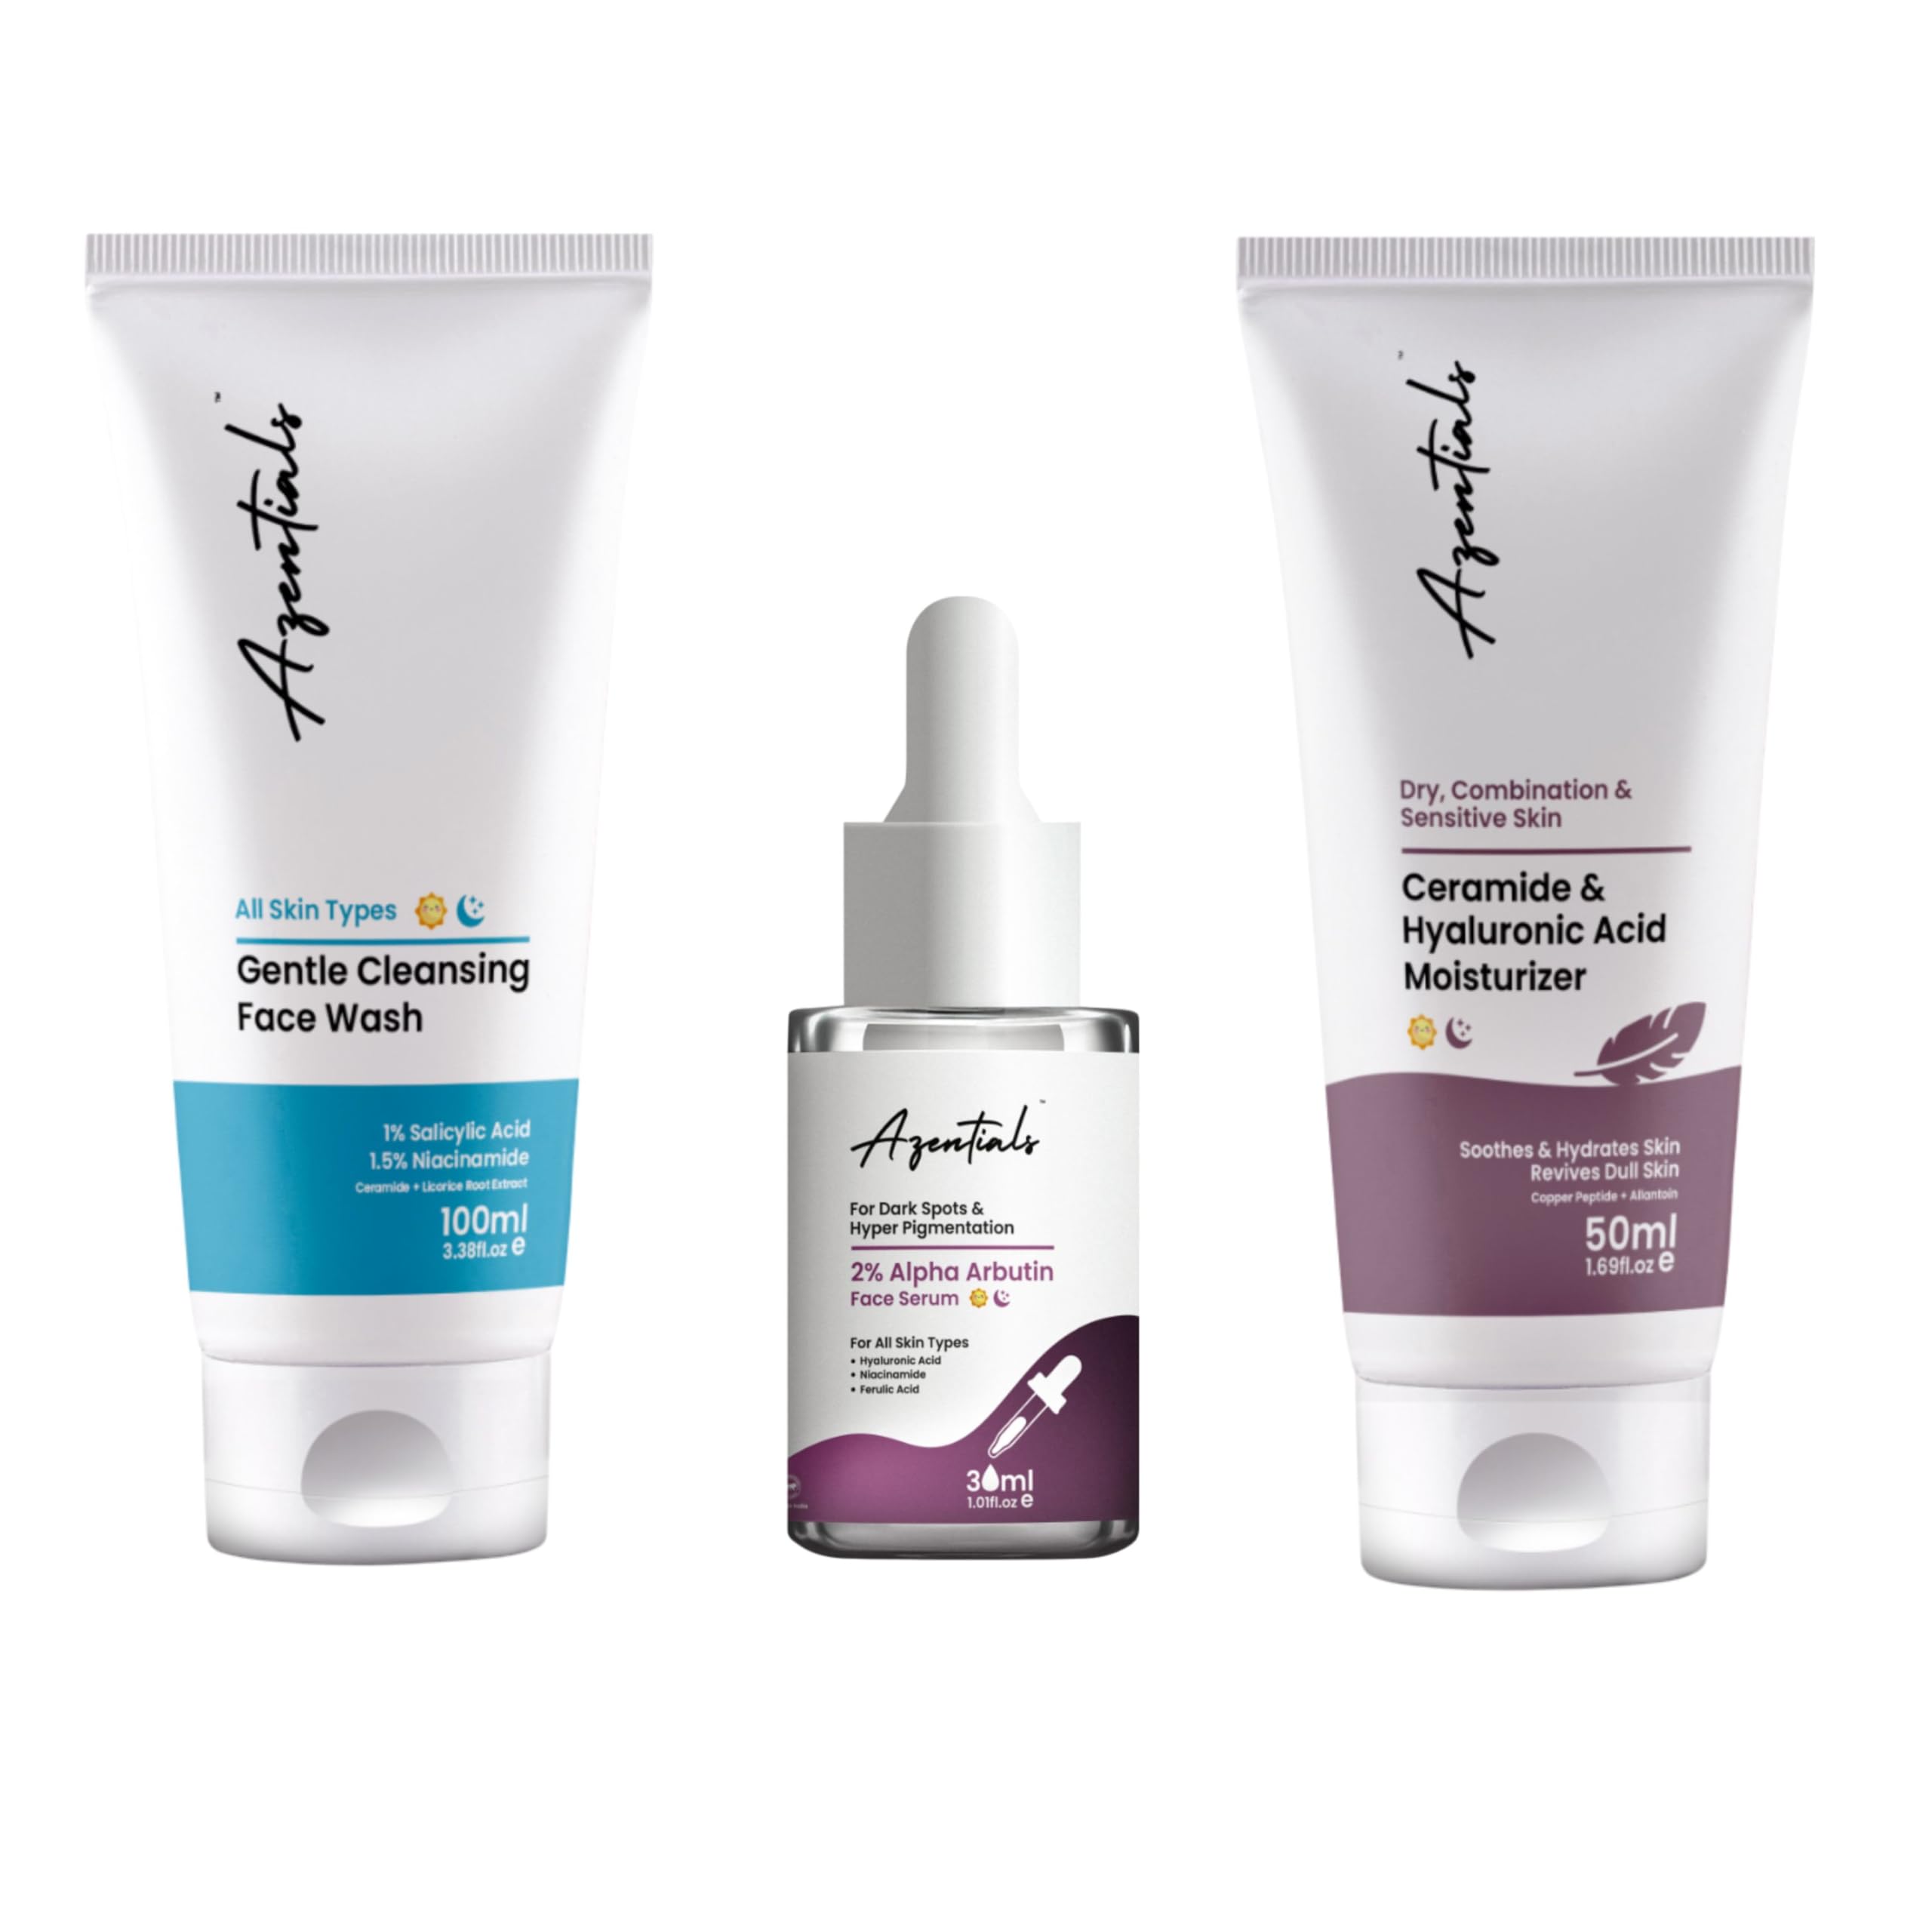 Azentials
TM
All Skin Types
Gentle Cleansing
Face Wash
1% Salicylic Acid
1.5% Niacinamide
Ceramide + Licorice Root Extract
100ml
3.38fl.oz e
Azentials
TM
For Dark Spots &
Hyper Pigmentation
2% Alpha Arbutin
Face Serum
For All Skin Types
• Hyaluronic Acid
• Niacinamide
• Ferulic Acid
30ml
1.01fl.oz e
Azentials
Dry, Combination &
Sensitive Skin
Ceramide &
Hyaluronic Acid
Moisturizer
Soothes & Hydrates Skin
Revives Dull Skin
Copper Peptide + Allantoin
50ml
1.69fl.oz e